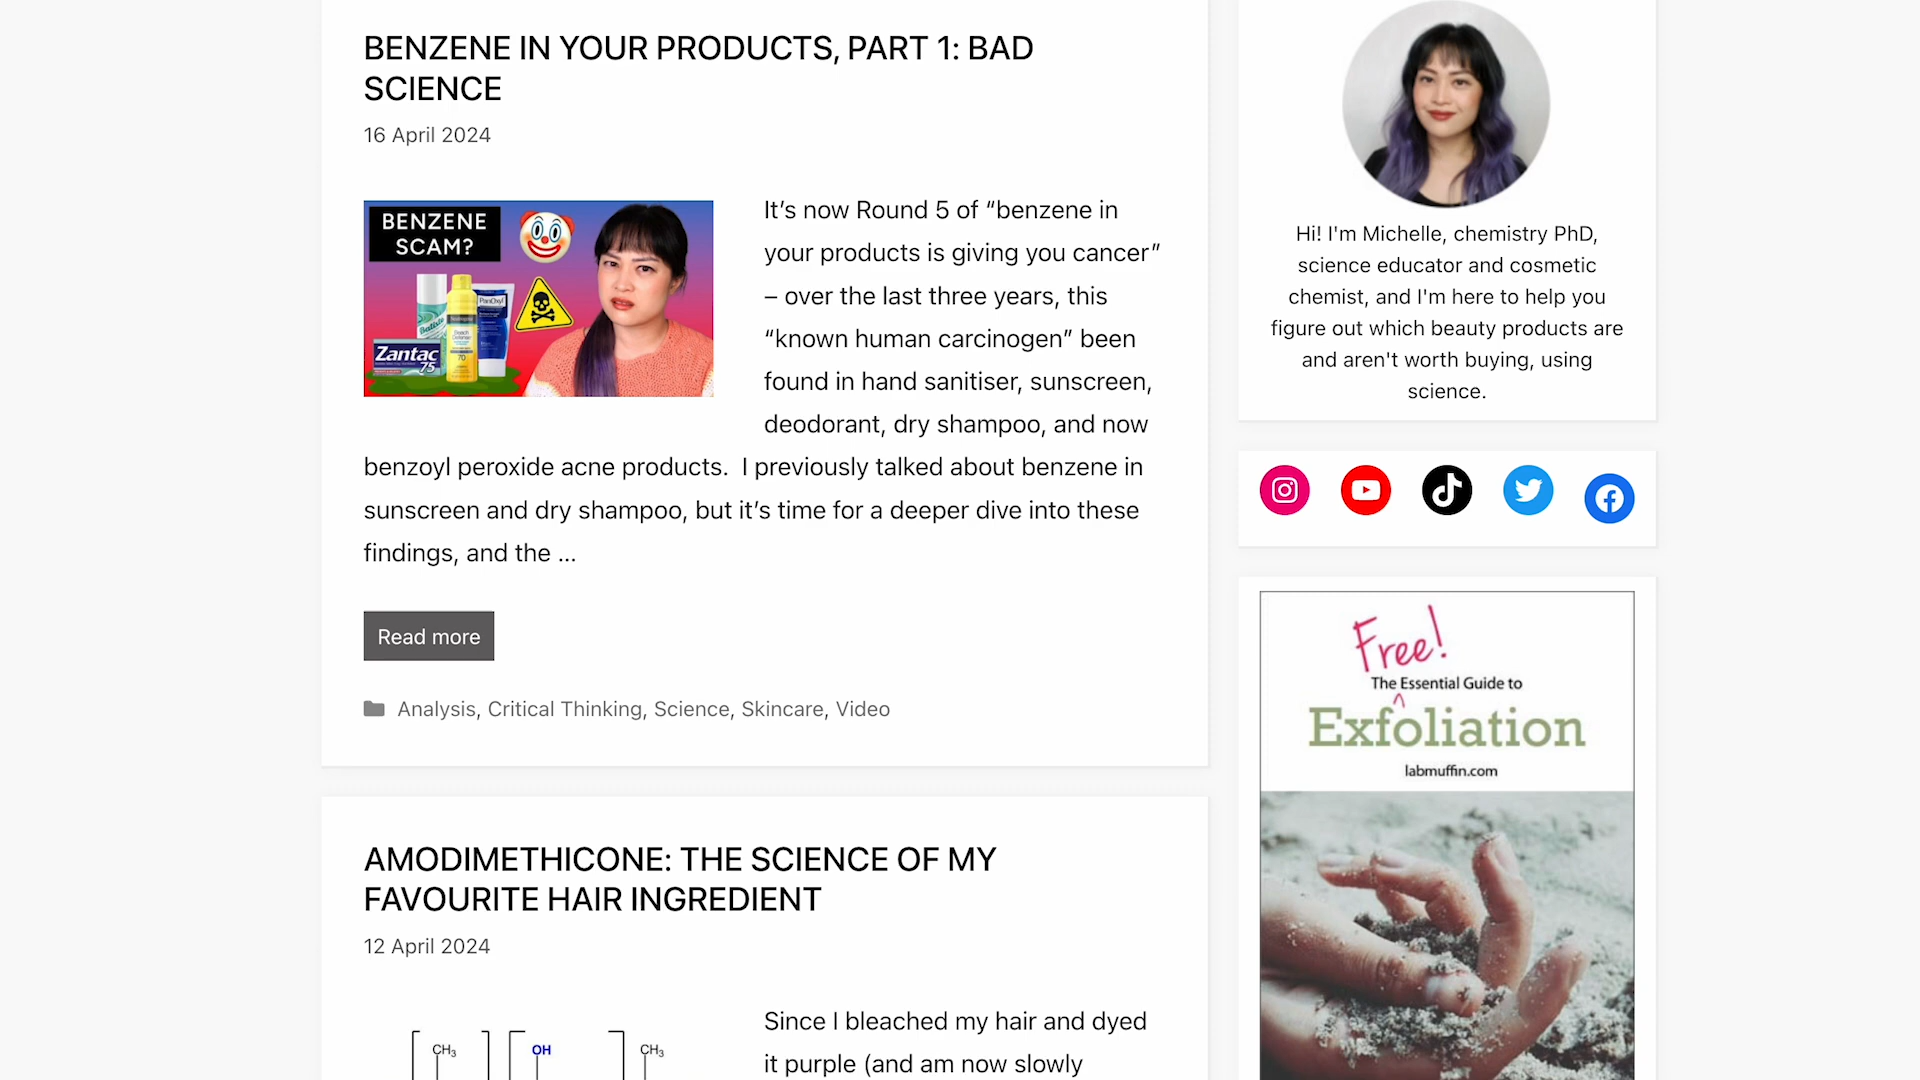 BENZENE IN YOUR PRODUCTS, PART 1: BAD
SCIENCE
16 April 2024
BENZENE
SCAM?
Batiste
PanOxyl
Beach
Defense
70
Zantac
75
It’s now Round 5 of “benzene in
your products is giving you cancer”
– over the last three years, this
“known human carcinogen” been
found in hand sanitiser, sunscreen,
deodorant, dry shampoo, and now
benzoyl peroxide acne products.  I previously talked about benzene in
sunscreen and dry shampoo, but it’s time for a deeper dive into these
findings, and the ...
Read more
Analysis, Critical Thinking, Science, Skincare, Video
AMODIMETHICONE: THE SCIENCE OF MY
FAVOURITE HAIR INGREDIENT
12 April 2024
CH₃ OH CH₃
Since I bleached my hair and dyed
it purple (and am now slowly
Hi! I'm Michelle, chemistry PhD,
science educator and cosmetic
chemist, and I'm here to help you
figure out which beauty products are
and aren't worth buying, using
science.
Free!
The Essential Guide to
^
Exfoliation
labmuffin.com